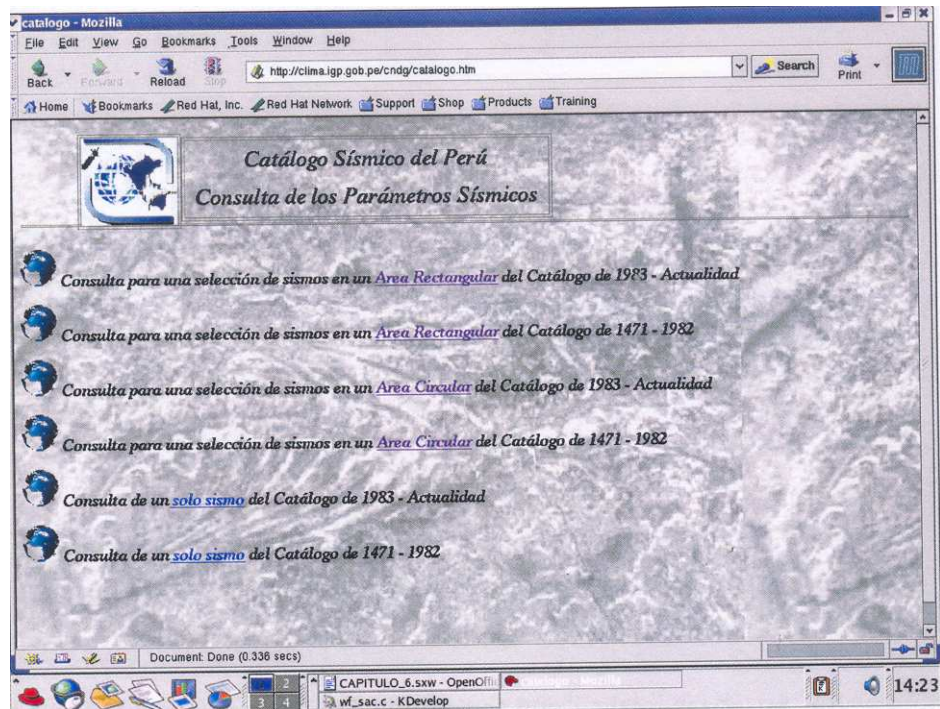 catalogo - Mozilla
File Edit View Go Bookmarks Tools Window Help
Back Forward Reload Stop http://clima.igp.gob.pe/cndg/catalogo.htm Search Print
Home Bookmarks Red Hat, Inc. Red Hat Network Support Shop Products Training
Catálogo Sísmico del Perú
Consulta de los Parámetros Sísmicos
Consulta para una selección de sismos en un Area Rectangular del Catálogo de 1983 - Actualidad
Consulta para una selección de sismos en un Area Rectangular del Catálogo de 1471 - 1982
Consulta para una selección de sismos en un Area Circular del Catálogo de 1983 - Actualidad
Consulta para una selección de sismos en un Area Circular del Catálogo de 1471 - 1982
Consulta de un solo sismo del Catálogo de 1983 - Actualidad
Consulta de un solo sismo del Catálogo de 1471 - 1982
Document: Done (0.336 secs)
2 CAPITULO_6.sxw - OpenOffi catalogo - Mozilla
3 4 wf_sac.c - KDevelop 14:23